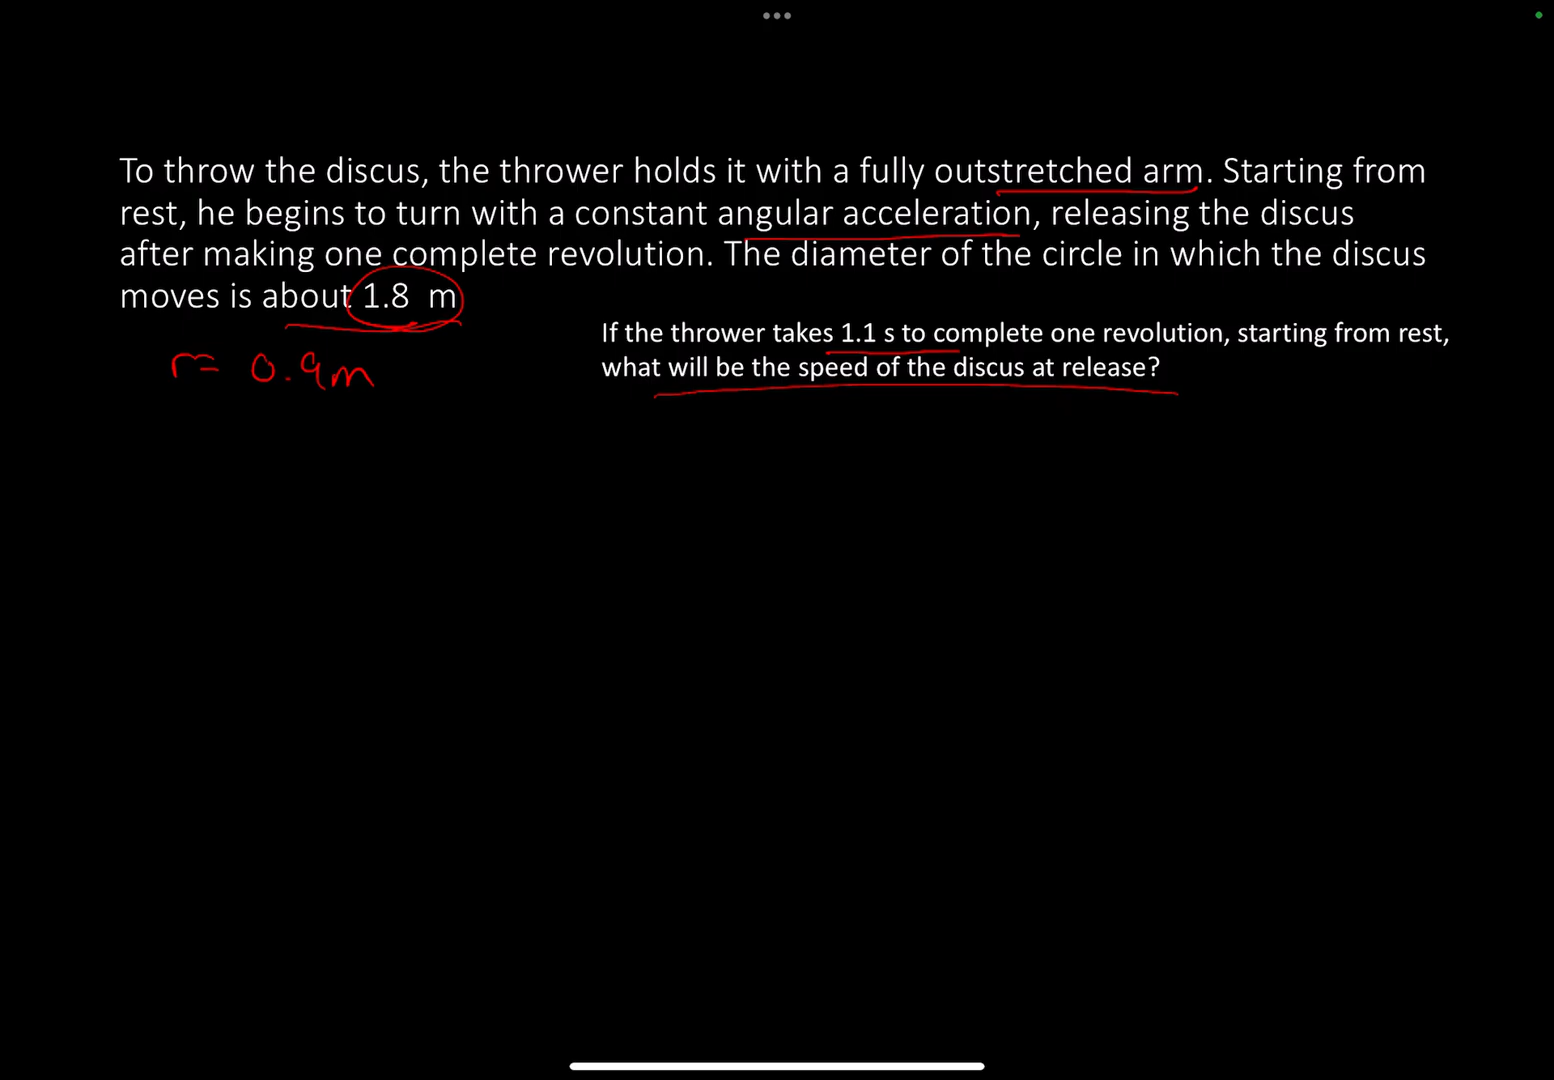 To throw the discus, the thrower holds it with a fully outstretched arm. Starting from
rest, he begins to turn with a constant angular acceleration, releasing the discus
after making one complete revolution. The diameter of the circle in which the discus
moves is about 1.8 m
If the thrower takes 1.1 s to complete one revolution, starting from rest,
what will be the speed of the discus at release?
r= 0.9m